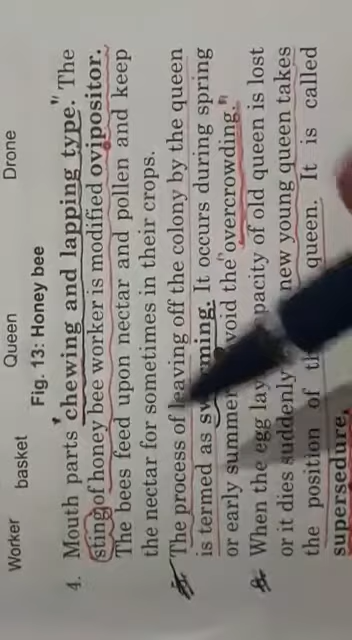 Worker Queen Drone
basket
Fig. 13: Honey bee
4. Mouth parts "chewing and lapping type." The
sting of honey bee worker is modified ovipositor.
The bees feed upon nectar and pollen and keep
the nectar for sometimes in their crops.
The process of leaving off the colony by the queen
is termed as It occurs during spring
or early summer the "overcrowding."
When the egg of old queen is lost
or it dies suddenly new young queen takes
the position of queen. It is called
supersedure.